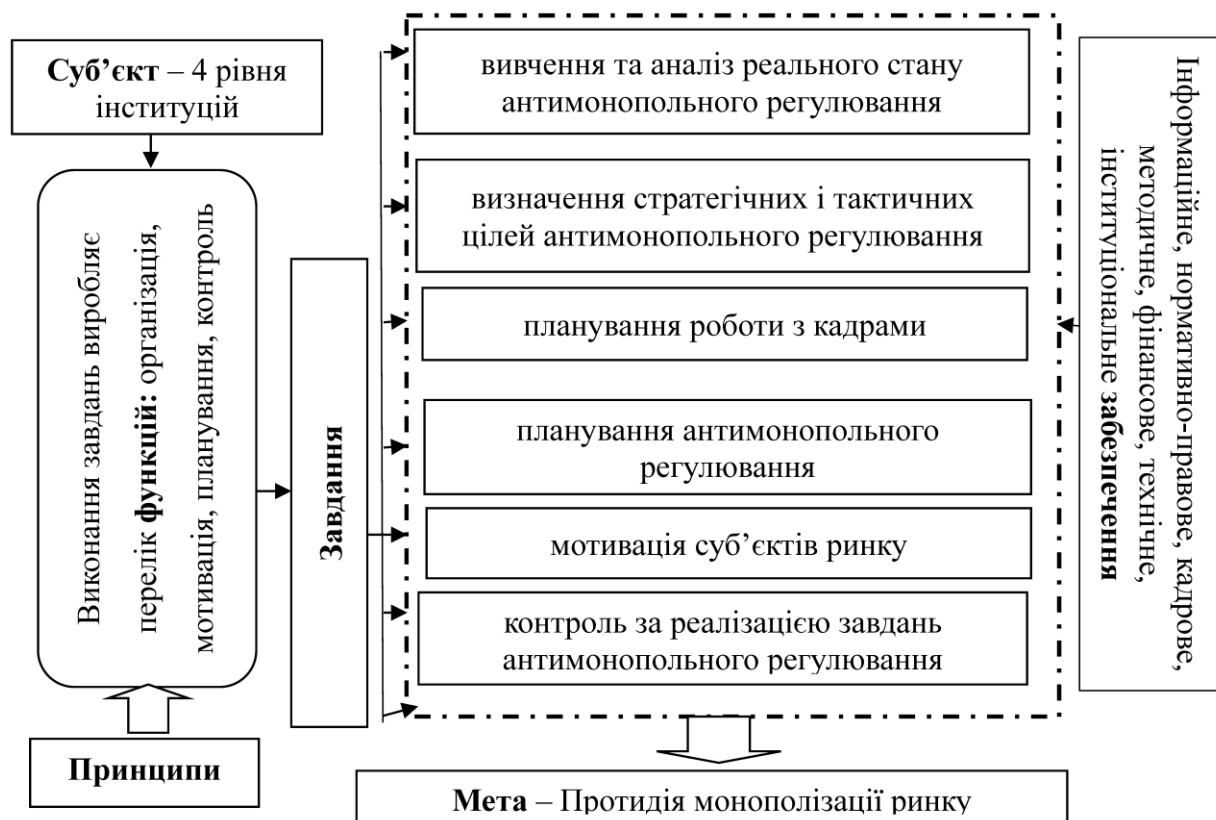 Суб’єкт – 4 рівня
інституцій
Виконання завдань виробляє
перелік функцій: організація,
мотивація, планування, контроль
Принципи
Завдання
вивчення та аналіз реального стану
антимонопольного регулювання
визначення стратегічних і тактичних
цілей антимонопольного регулювання
планування роботи з кадрами
планування антимонопольного
регулювання
мотивація суб’єктів ринку
контроль за реалізацією завдань
антимонопольного регулювання
Інформаційне, нормативно-правове, кадрове,
методичне, фінансове, технічне,
інституціональне забезпечення
Мета – Протидія монополізації ринку